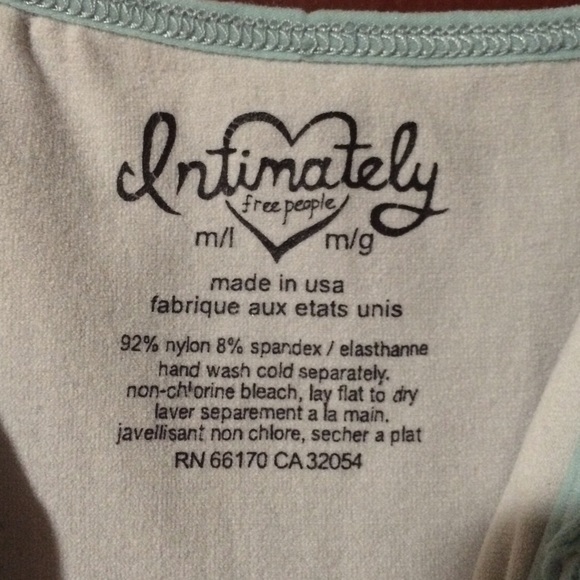 Intimately
free people
m/l m/g
made in usa
fabrique aux etats unis
92% nylon 8% spandex / elasthanne
hand wash cold separately.
non-chlorine bleach, lay flat to dry
laver separement a la main.
javellisant non chlore, secher a plat
RN 66170 CA 32054